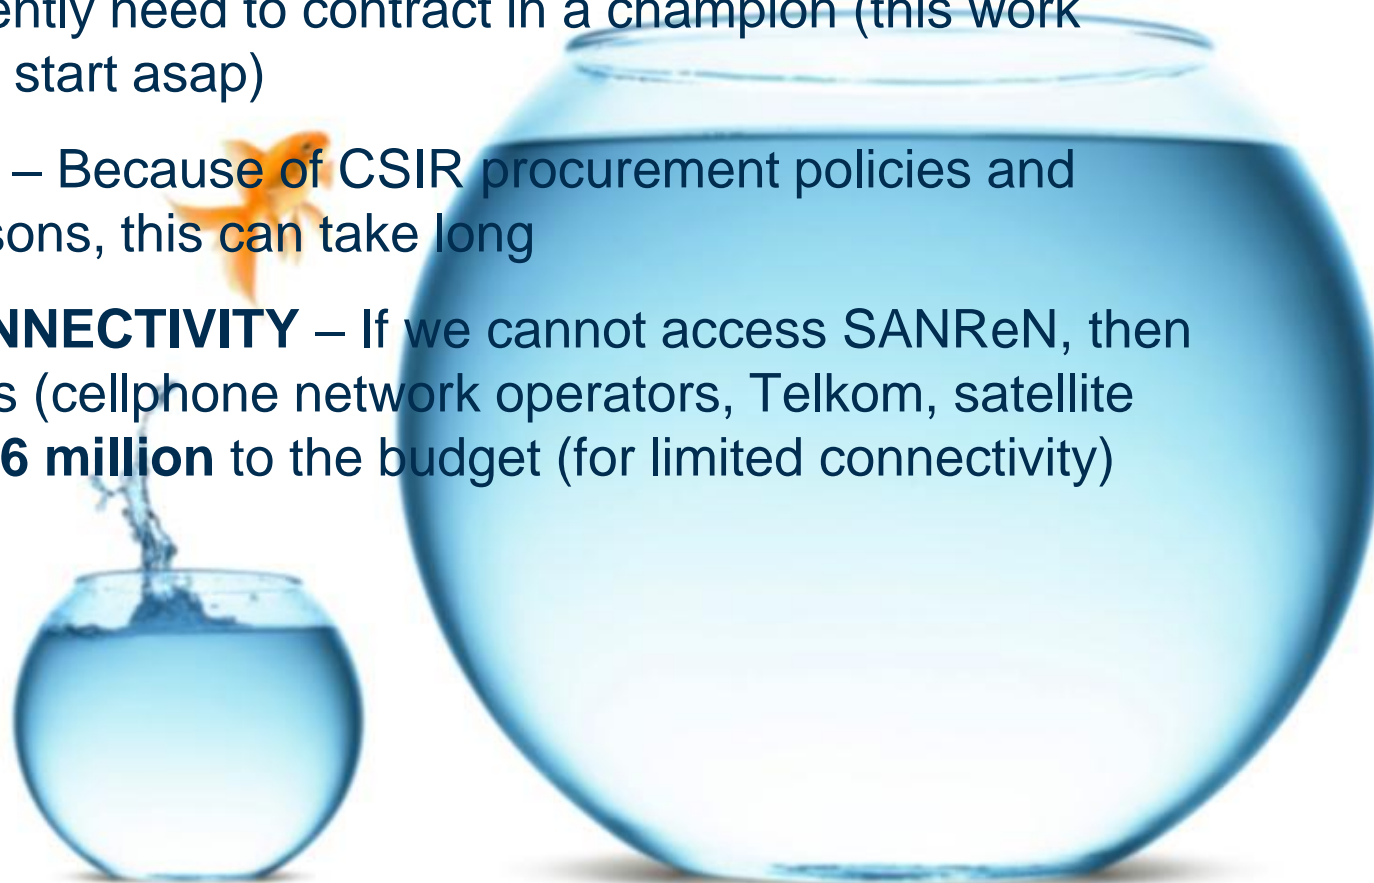 ently need to contract in a champion (this work
start asap)
– Because of CSIR procurement policies and
sons, this can take long
NNECTIVITY – If we cannot access SANReN, then
s (cellphone network operators, Telkom, satellite
6 million to the budget (for limited connectivity)